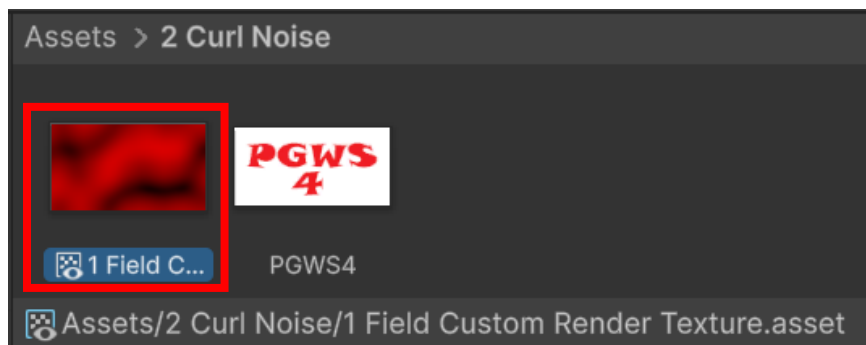 Assets > 2 Curl Noise
PGWS
4
1 Field C...
PGWS4
Assets/2 Curl Noise/1 Field Custom Render Texture.asset